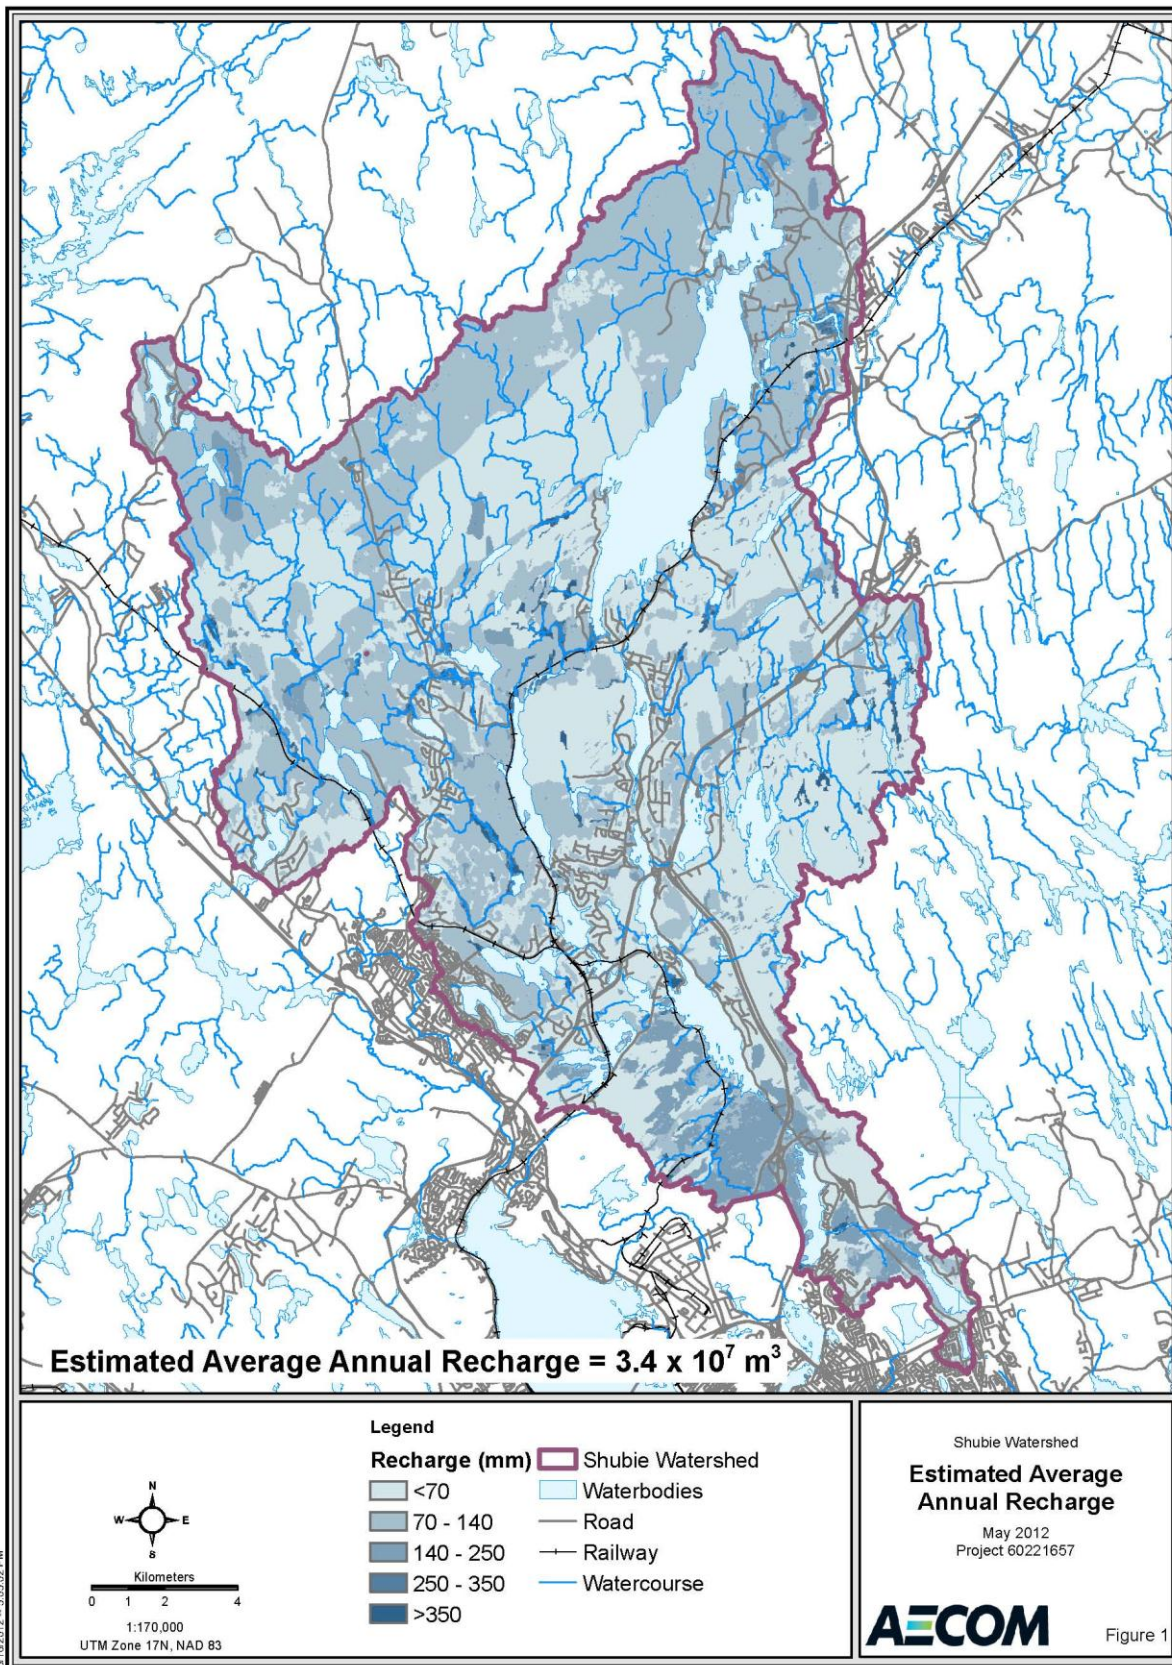 Estimated Average Annual Recharge = 3.4 x 10⁷ m³
N
W E
S
Kilometers
0 1 2 4
1:170,000
UTM Zone 17N, NAD 83
Legend
Recharge (mm)
<70
70 - 140
140 - 250
250 - 350
>350
Shubie Watershed
Waterbodies
Road
Railway
Watercourse
Shubie Watershed
Estimated Average
Annual Recharge
May 2012
Project 60221657
AECOM
Figure 1